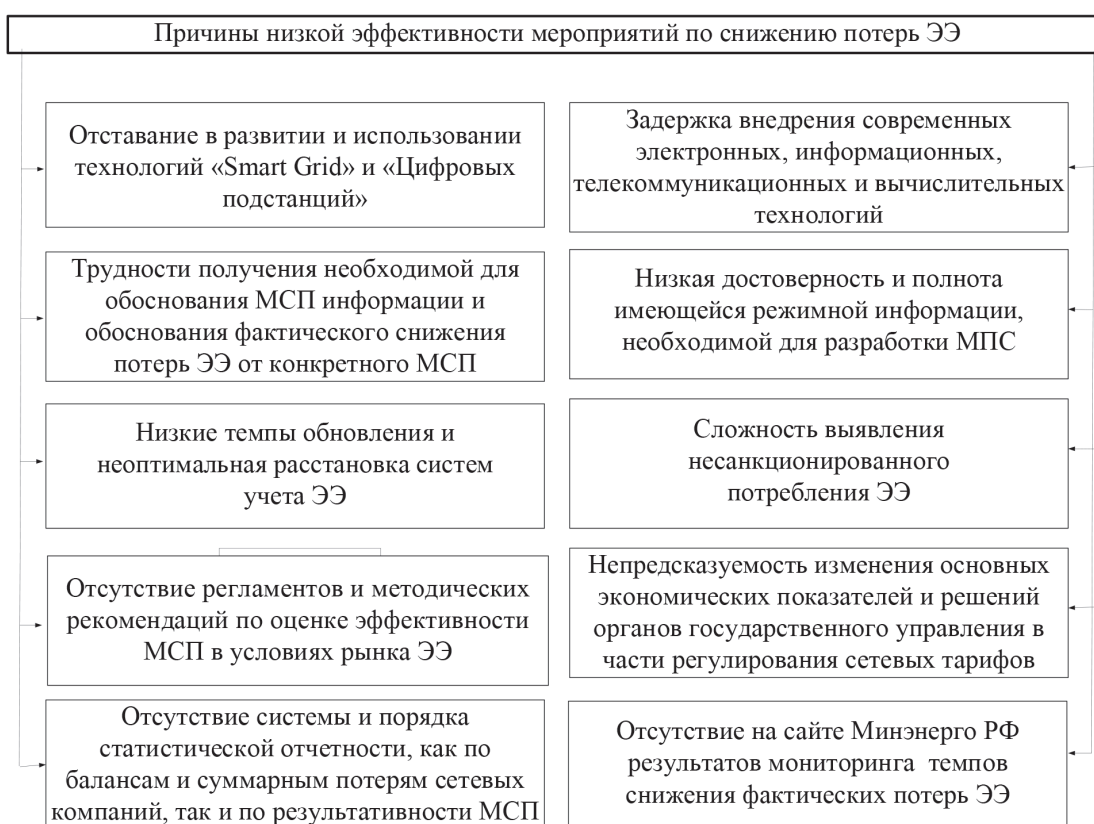 Причины низкой эффективности мероприятий по снижению потерь ЭЭ
Отставание в развитии и использовании
технологий «Smart Grid» и «Цифровых
подстанций»
Задержка внедрения современных
электронных, информационных,
телекоммуникационных и вычислительных
технологий
Трудности получения необходимой для
обоснования МСП информации и
обоснования фактического снижения
потерь ЭЭ от конкретного МСП
Низкая достоверность и полнота
имеющейся режимной информации,
необходимой для разработки МПС
Низкие темпы обновления и
неоптимальная расстановка систем
учета ЭЭ
Сложность выявления
несанкционированного
потребления ЭЭ
Отсутствие регламентов и методических
рекомендаций по оценке эффективности
МСП в условиях рынка ЭЭ
Непредсказуемость изменения основных
экономических показателей и решений
органов государственного управления в
части регулирования сетевых тарифов
Отсутствие системы и порядка
статистической отчетности, как по
балансам и суммарным потерям сетевых
компаний, так и по результативности МСП
Отсутствие на сайте Минэнерго РФ
результатов мониторинга темпов
снижения фактических потерь ЭЭ